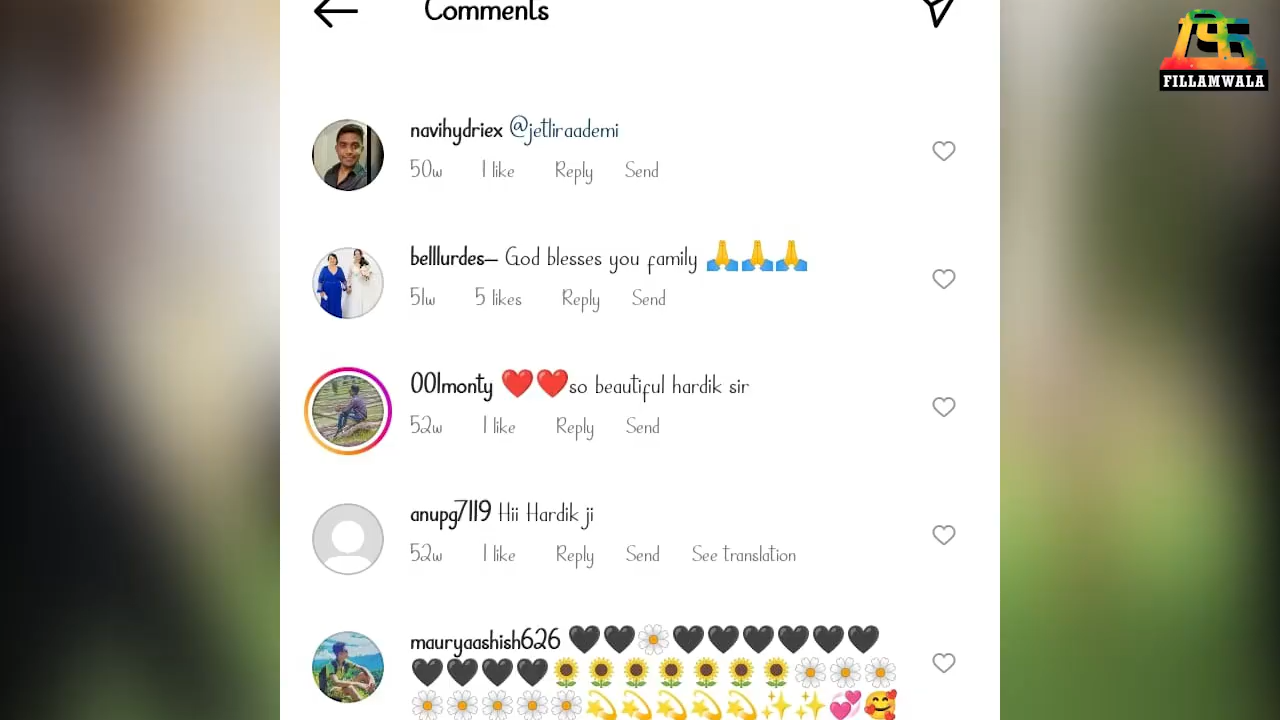 Comments
FILLAMWALA
navihydriex @jetliraademi
50w 1 like Reply Send
belllurdes— God blesses you family 🙏🙏🙏
51w 5 likes Reply Send
001monty ❤️❤️so beautiful hardik sir
52w 1 like Reply Send
anupg7119 Hii Hardik ji
52w 1 like Reply Send See translation
mauryaashish626 🖤🖤🌼🖤🖤🖤🖤🖤🖤
🖤🖤🖤🖤🌻🌻🌻🌻🌻🌻🌻🌼🌼🌼
🌼🌼🌼🌼🌼💫💫💫💫💫✨✨💞🥰